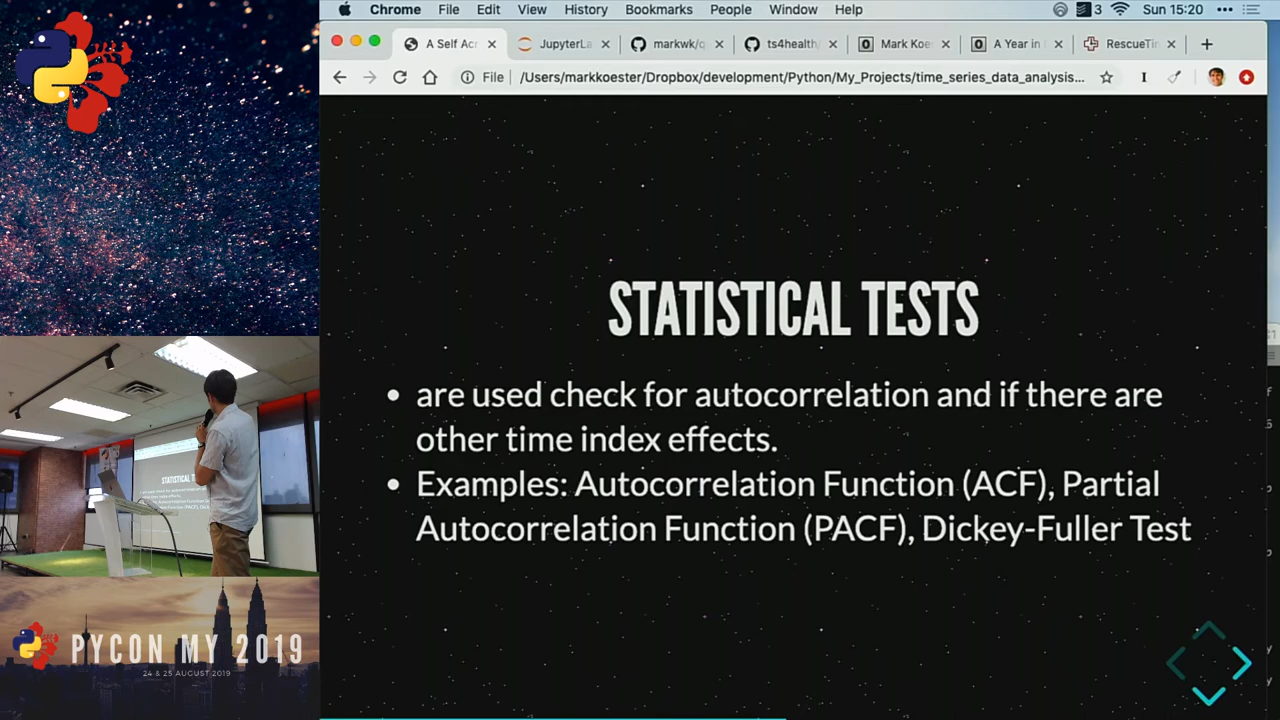 Chrome File Edit View History Bookmarks People Window Help
3 Sun 15:20
A Self Ac
JupyterLa
markwk/q
ts4health/
Mark Koe
A Year in
RescueTi
File /Users/markkoester/Dropbox/development/Python/My_Projects/time_series_data_analysis...
STATISTICAL TESTS
are used check for autocorrelation and if there are
other time index effects.
Examples: Autocorrelation Function (ACF), Partial
Autocorrelation Function (PACF), Dickey-Fuller Test
PYCON MY 2019
24 & 25 AUGUST 2019